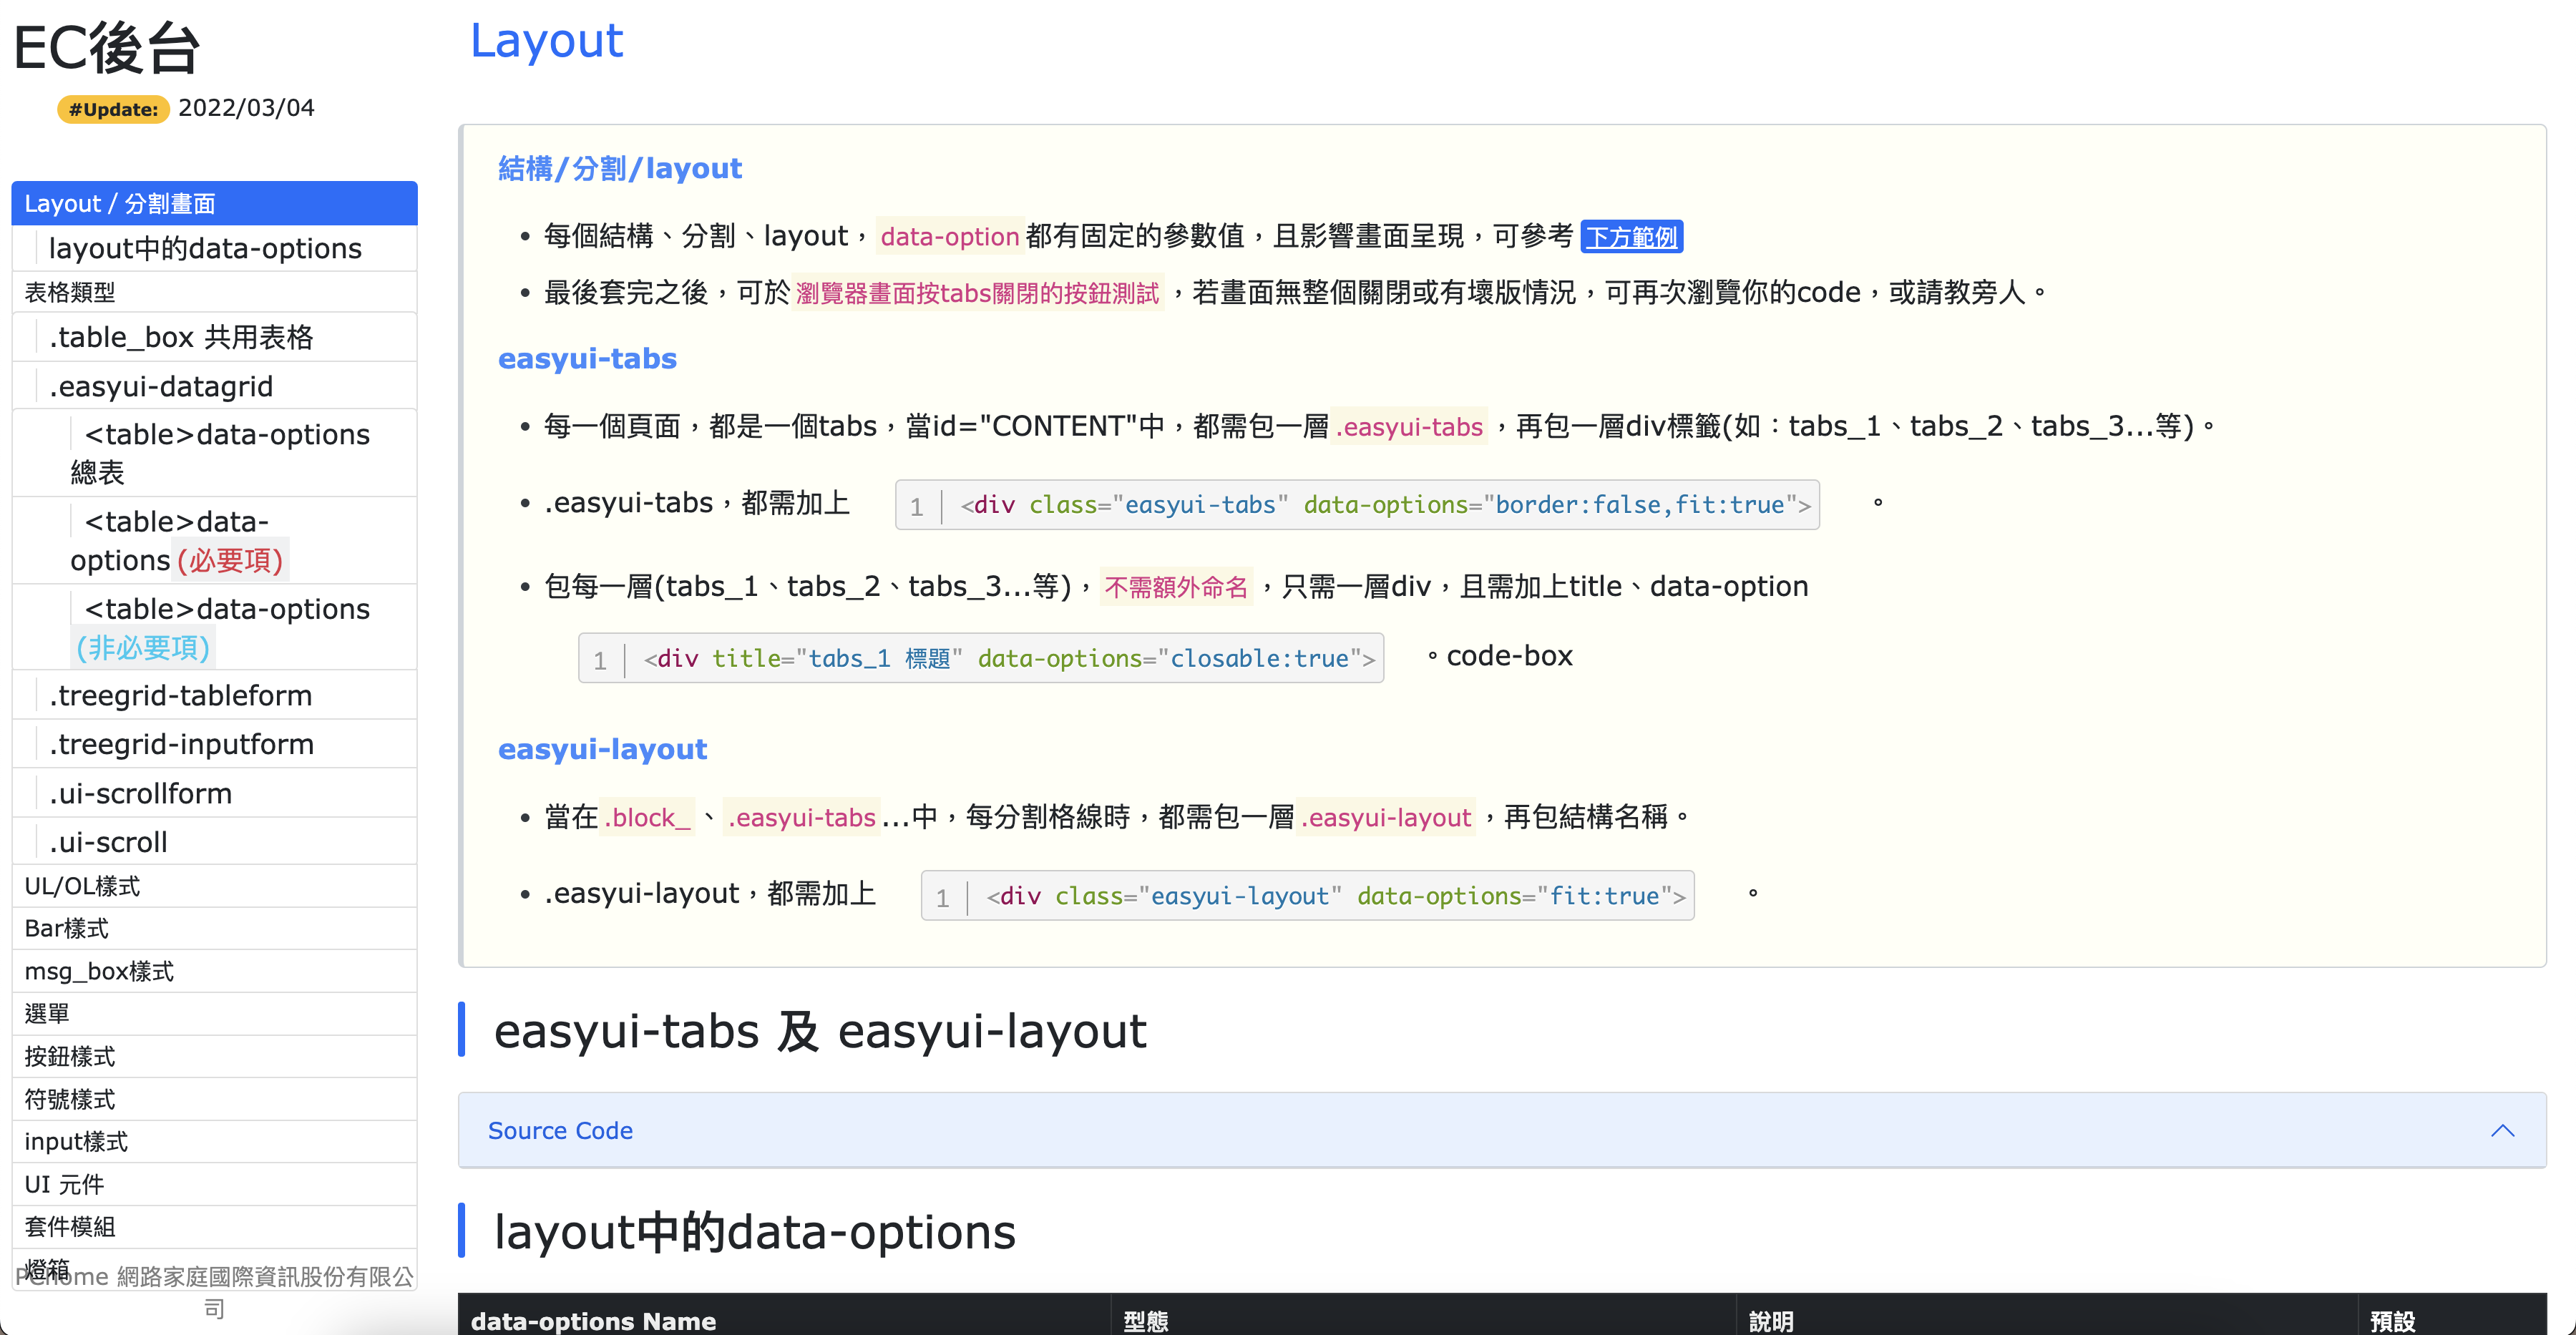 EC後台
#Update: 2022/03/04
Layout / 分割畫面
layout中的data-options
表格類型
.table_box 共用表格
.easyui-datagrid
<table>data-options
總表
<table>data-
options(必要項)
<table>data-options
(非必要項)
.treegrid-tableform
.treegrid-inputform
.ui-scrollform
.ui-scroll
UL/OL樣式
Bar樣式
msg_box樣式
選單
按鈕樣式
符號樣式
input樣式
UI 元件
套件模組
燈箱
PChome 網路家庭國際資訊股份有限公
司
Layout
結構/分割/layout
• 每個結構、分割、layout，data-option都有固定的參數值，且影響畫面呈現，可參考 下方範例
• 最後套完之後，可於瀏覽器畫面按tabs關閉的按鈕測試，若畫面無整個關閉或有壞版情況，可再次瀏覽你的code，或請教旁人。
easyui-tabs
• 每一個頁面，都是一個tabs，當id="CONTENT"中，都需包一層.easyui-tabs，再包一層div標籤(如：tabs_1、tabs_2、tabs_3...等)。
• .easyui-tabs，都需加上 1 <div class="easyui-tabs" data-options="border:false,fit:true"> 。
• 包每一層(tabs_1、tabs_2、tabs_3...等)，不需額外命名，只需一層div，且需加上title、data-option
1 <div title="tabs_1 標題" data-options="closable:true"> 。code-box
easyui-layout
• 當在.block_、.easyui-tabs...中，每分割格線時，都需包一層.easyui-layout，再包結構名稱。
• .easyui-layout，都需加上 1 <div class="easyui-layout" data-options="fit:true"> 。
easyui-tabs 及 easyui-layout
Source Code
layout中的data-options
data-options Name 型態 說明 預設